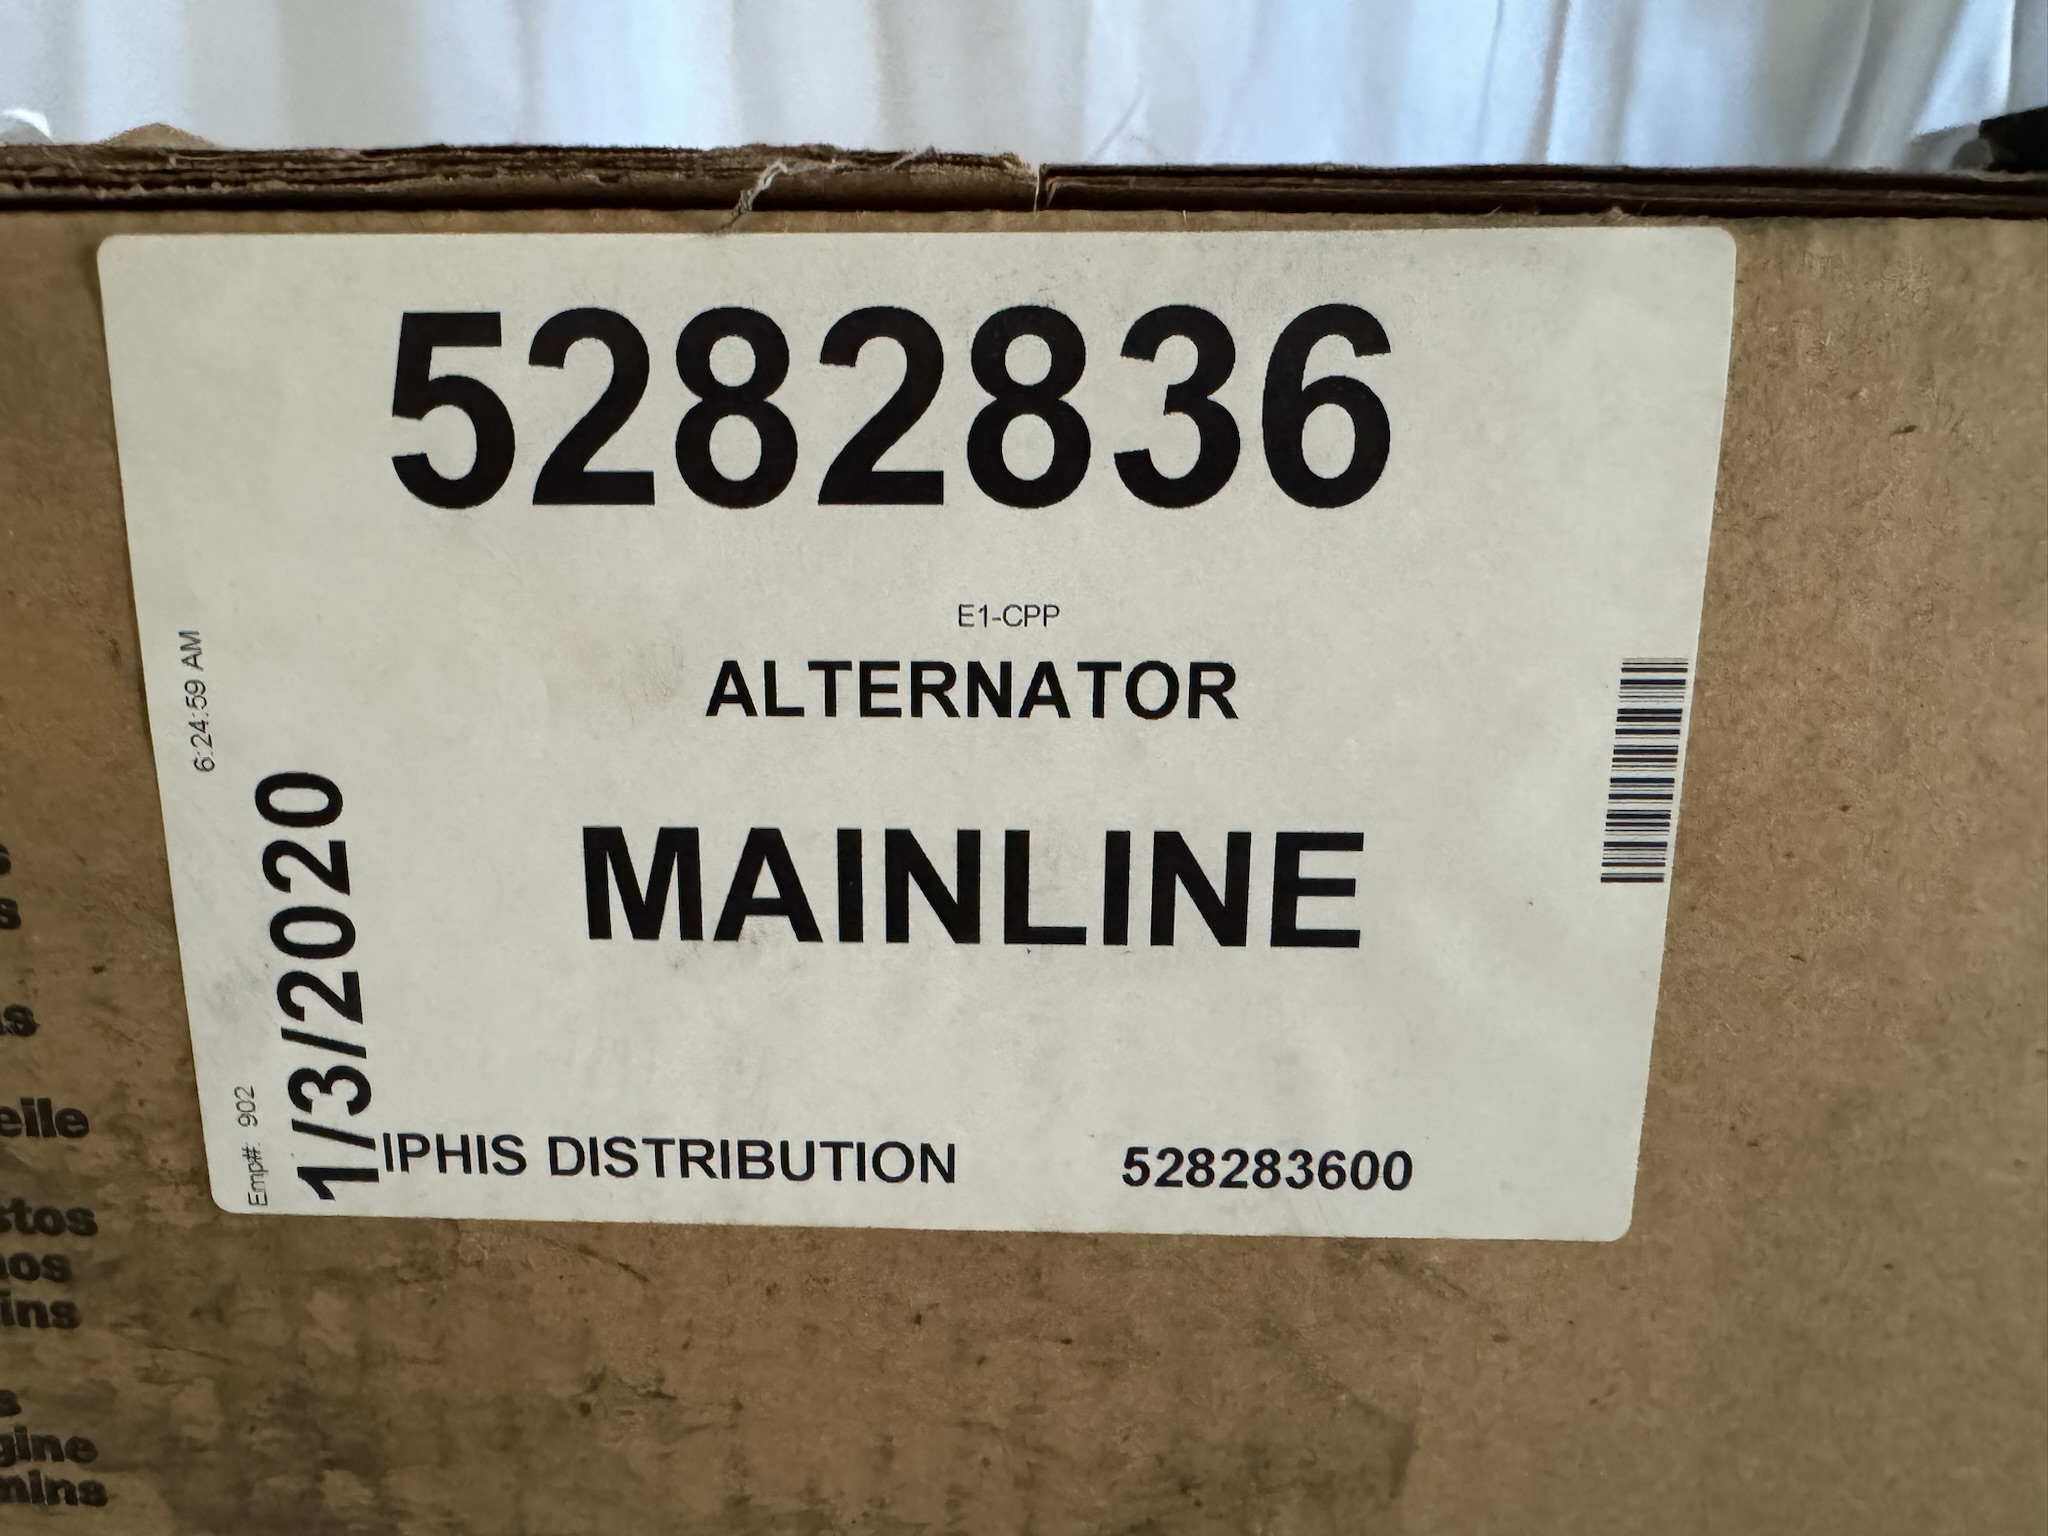 5282836
E1-CPP
ALTERNATOR
MAINLINE
IPHIS DISTRIBUTION 528283600
6:24:59 AM
1/3/2020
Emp#: 902
eile
stos
ins
gine
mins